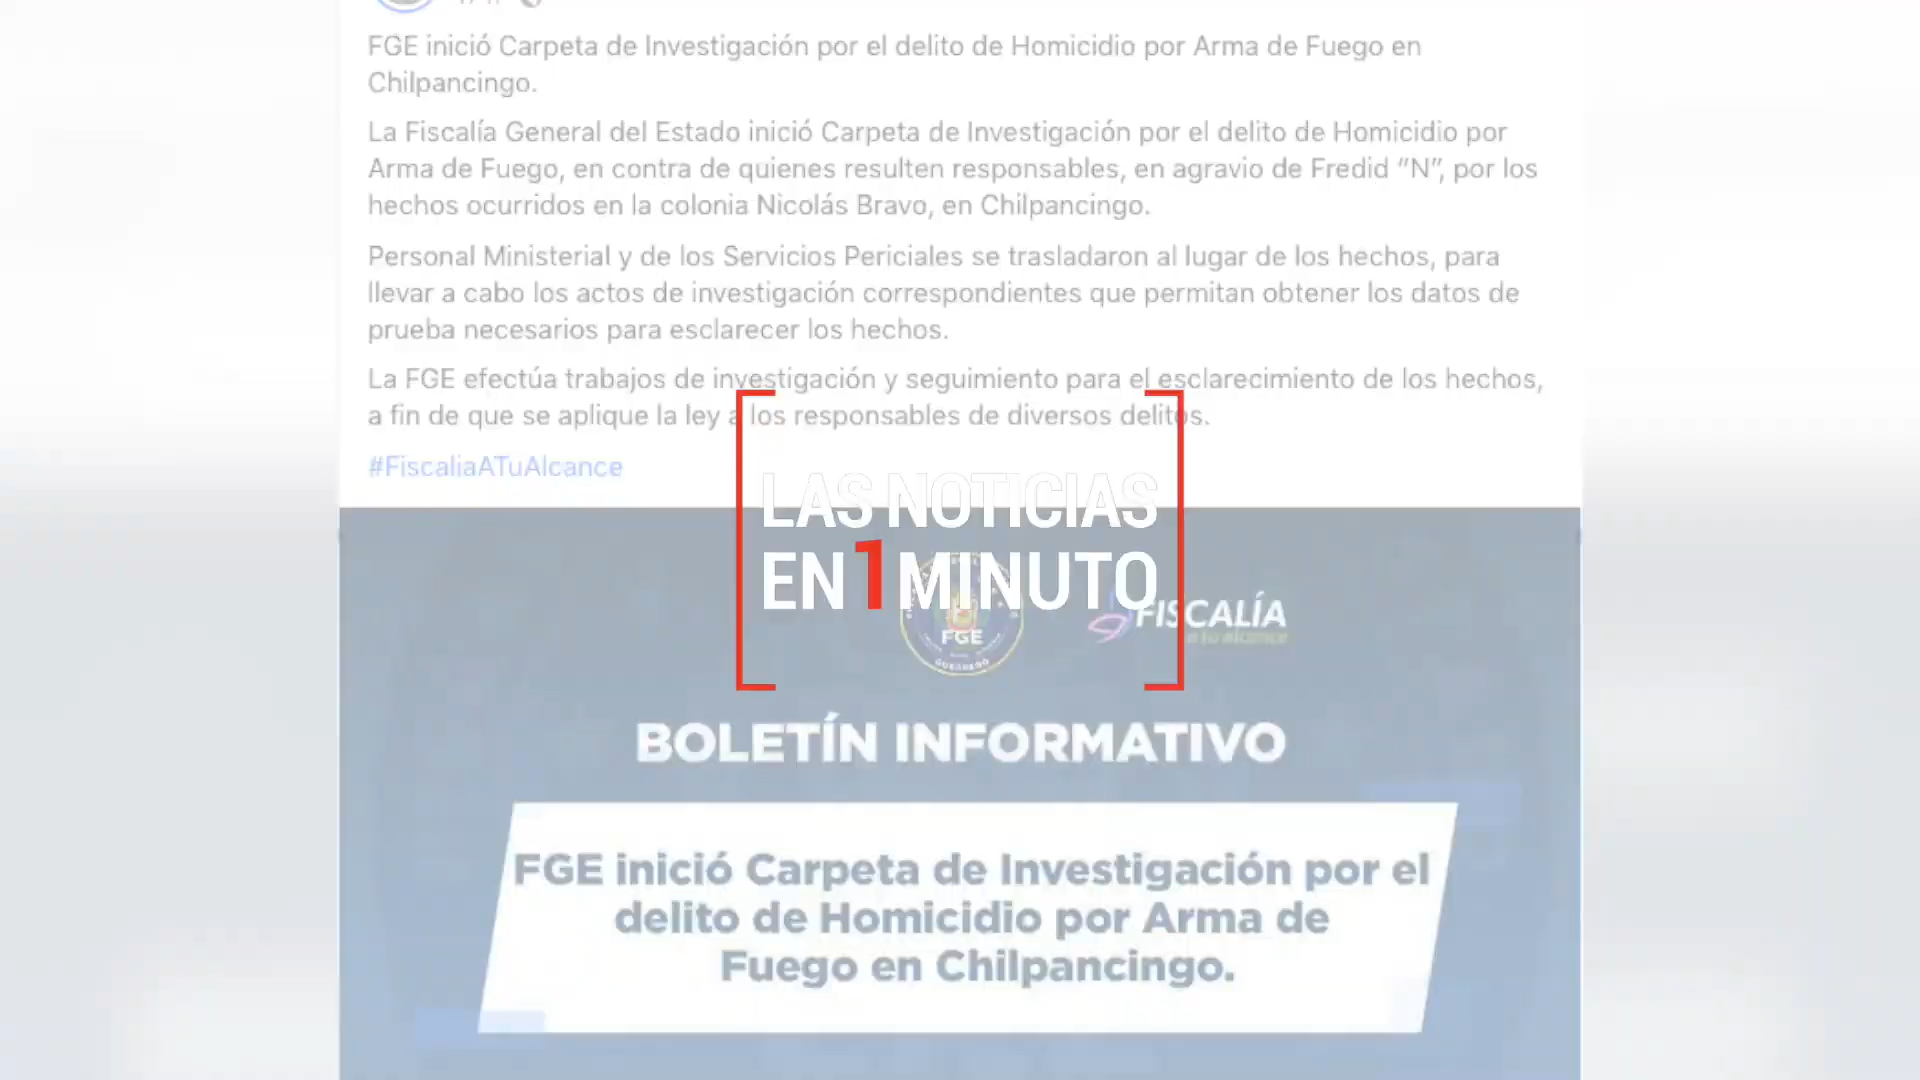 FGE inició Carpeta de Investigación por el delito de Homicidio por Arma de Fuego en
Chilpancingo.
La Fiscalía General del Estado inició Carpeta de Investigación por el delito de Homicidio por
Arma de Fuego, en contra de quienes resulten responsables, en agravio de Fredid “N”, por los
hechos ocurridos en la colonia Nicolás Bravo, en Chilpancingo.
Personal Ministerial y de los Servicios Periciales se trasladaron al lugar de los hechos, para
llevar a cabo los actos de investigación correspondientes que permitan obtener los datos de
prueba necesarios para esclarecer los hechos.
La FGE efectúa trabajos de investigación y seguimiento para el esclarecimiento de los hechos,
a fin de que se aplique la ley a los responsables de diversos delitos.
#FiscaliaATuAlcance
LAS NOTICIAS
EN 1 MINUTO
FGE
GUERRERO
FISCALÍA
a tu alcance
BOLETÍN INFORMATIVO
FGE inició Carpeta de Investigación por el
delito de Homicidio por Arma de
Fuego en Chilpancingo.